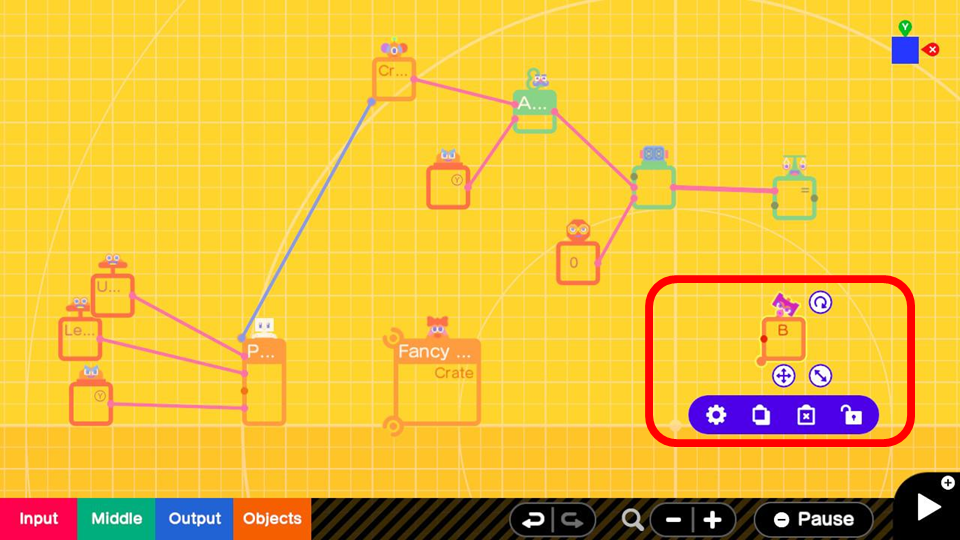 Y
X
Cr...
A...
Y
=
0
U...
Le...
Y
P...
Fancy ...
Crate
B
Input
Middle
Output
Objects
Pause